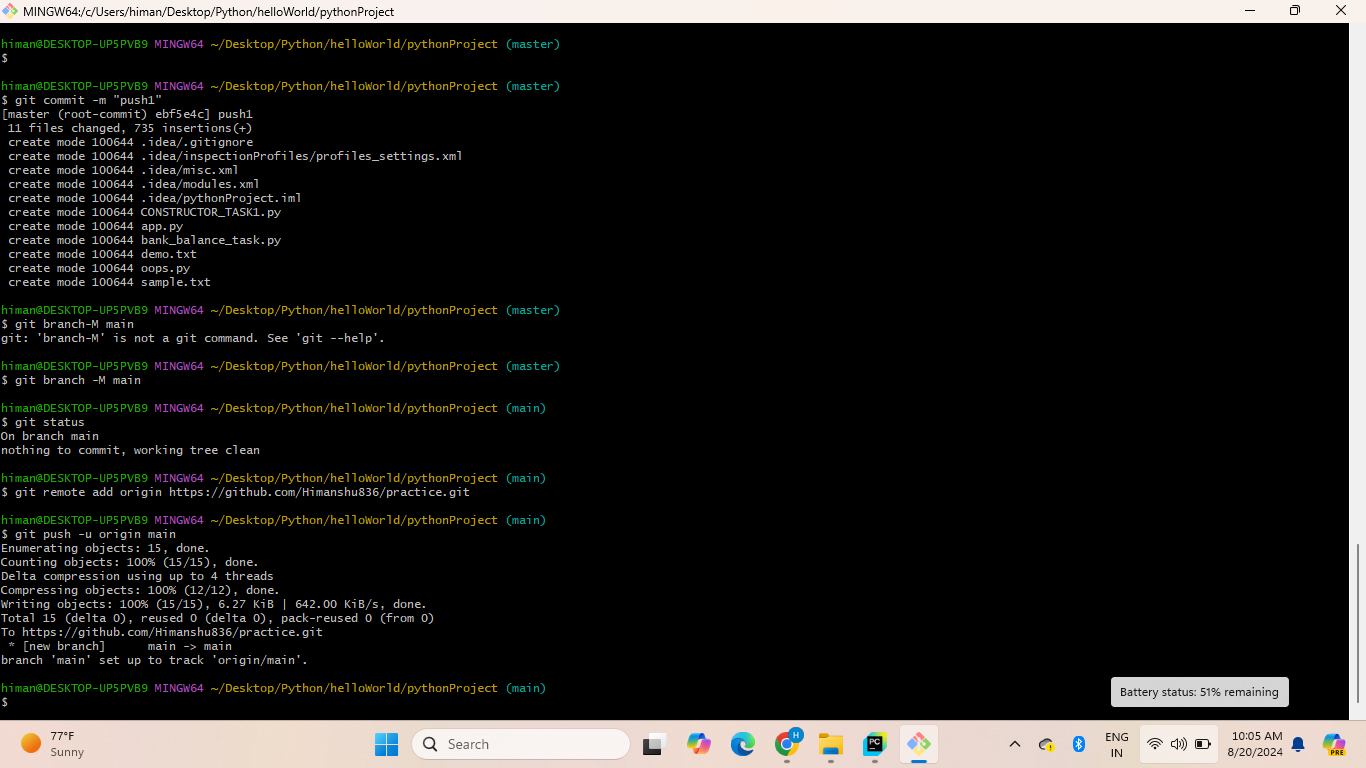 MINGW64:/c/Users/himan/Desktop/Python/helloWorld/pythonProject
himan@DESKTOP-UP5PVB9 MINGW64 ~/Desktop/Python/helloWorld/pythonProject (master)
$
himan@DESKTOP-UP5PVB9 MINGW64 ~/Desktop/Python/helloWorld/pythonProject (master)
$ git commit -m "push1"
[master (root-commit) ebf5e4c] push1
 11 files changed, 735 insertions(+)
 create mode 100644 .idea/.gitignore
 create mode 100644 .idea/inspectionProfiles/profiles_settings.xml
 create mode 100644 .idea/misc.xml
 create mode 100644 .idea/modules.xml
 create mode 100644 .idea/pythonProject.iml
 create mode 100644 CONSTRUCTOR_TASK1.py
 create mode 100644 app.py
 create mode 100644 bank_balance_task.py
 create mode 100644 demo.txt
 create mode 100644 oops.py
 create mode 100644 sample.txt
himan@DESKTOP-UP5PVB9 MINGW64 ~/Desktop/Python/helloWorld/pythonProject (master)
$ git branch-M main
git: 'branch-M' is not a git command. See 'git --help'.
himan@DESKTOP-UP5PVB9 MINGW64 ~/Desktop/Python/helloWorld/pythonProject (master)
$ git branch -M main
himan@DESKTOP-UP5PVB9 MINGW64 ~/Desktop/Python/helloWorld/pythonProject (main)
$ git status
On branch main
nothing to commit, working tree clean
himan@DESKTOP-UP5PVB9 MINGW64 ~/Desktop/Python/helloWorld/pythonProject (main)
$ git remote add origin https://github.com/Himanshu836/practice.git
himan@DESKTOP-UP5PVB9 MINGW64 ~/Desktop/Python/helloWorld/pythonProject (main)
$ git push -u origin main
Enumerating objects: 15, done.
Counting objects: 100% (15/15), done.
Delta compression using up to 4 threads
Compressing objects: 100% (12/12), done.
Writing objects: 100% (15/15), 6.27 KiB | 642.00 KiB/s, done.
Total 15 (delta 0), reused 0 (delta 0), pack-reused 0 (from 0)
To https://github.com/Himanshu836/practice.git
 * [new branch]      main -> main
branch 'main' set up to track 'origin/main'.
himan@DESKTOP-UP5PVB9 MINGW64 ~/Desktop/Python/helloWorld/pythonProject (main)
$
Battery status: 51% remaining
77°F
Sunny
Search
H
PC
ENG
IN
10:05 AM
8/20/2024
PRE